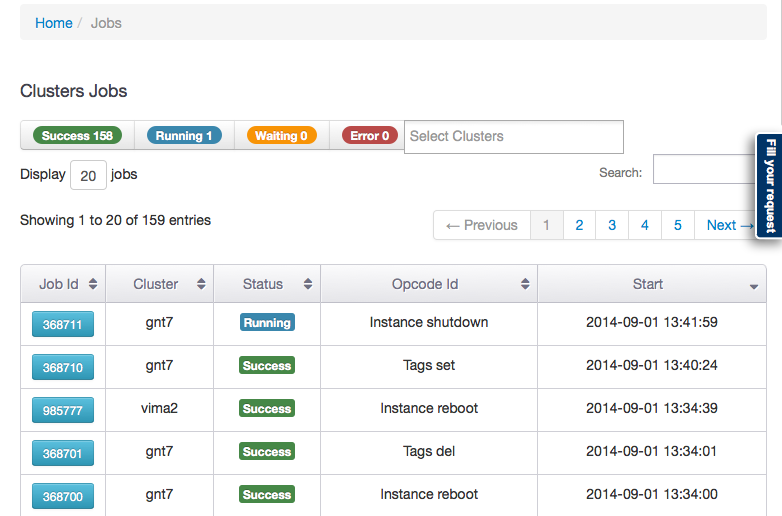 Home / Jobs
Clusters Jobs
Success 158 Running 1 Waiting 0 Error 0 Select Clusters
Display 20 jobs Search:
Fill your request
Showing 1 to 20 of 159 entries ← Previous 1 2 3 4 5 Next →
Job Id Cluster Status Opcode Id Start
368711 gnt7 Running Instance shutdown 2014-09-01 13:41:59
368710 gnt7 Success Tags set 2014-09-01 13:40:24
985777 vima2 Success Instance reboot 2014-09-01 13:34:39
368701 gnt7 Success Tags del 2014-09-01 13:34:01
368700 gnt7 Success Instance reboot 2014-09-01 13:34:00